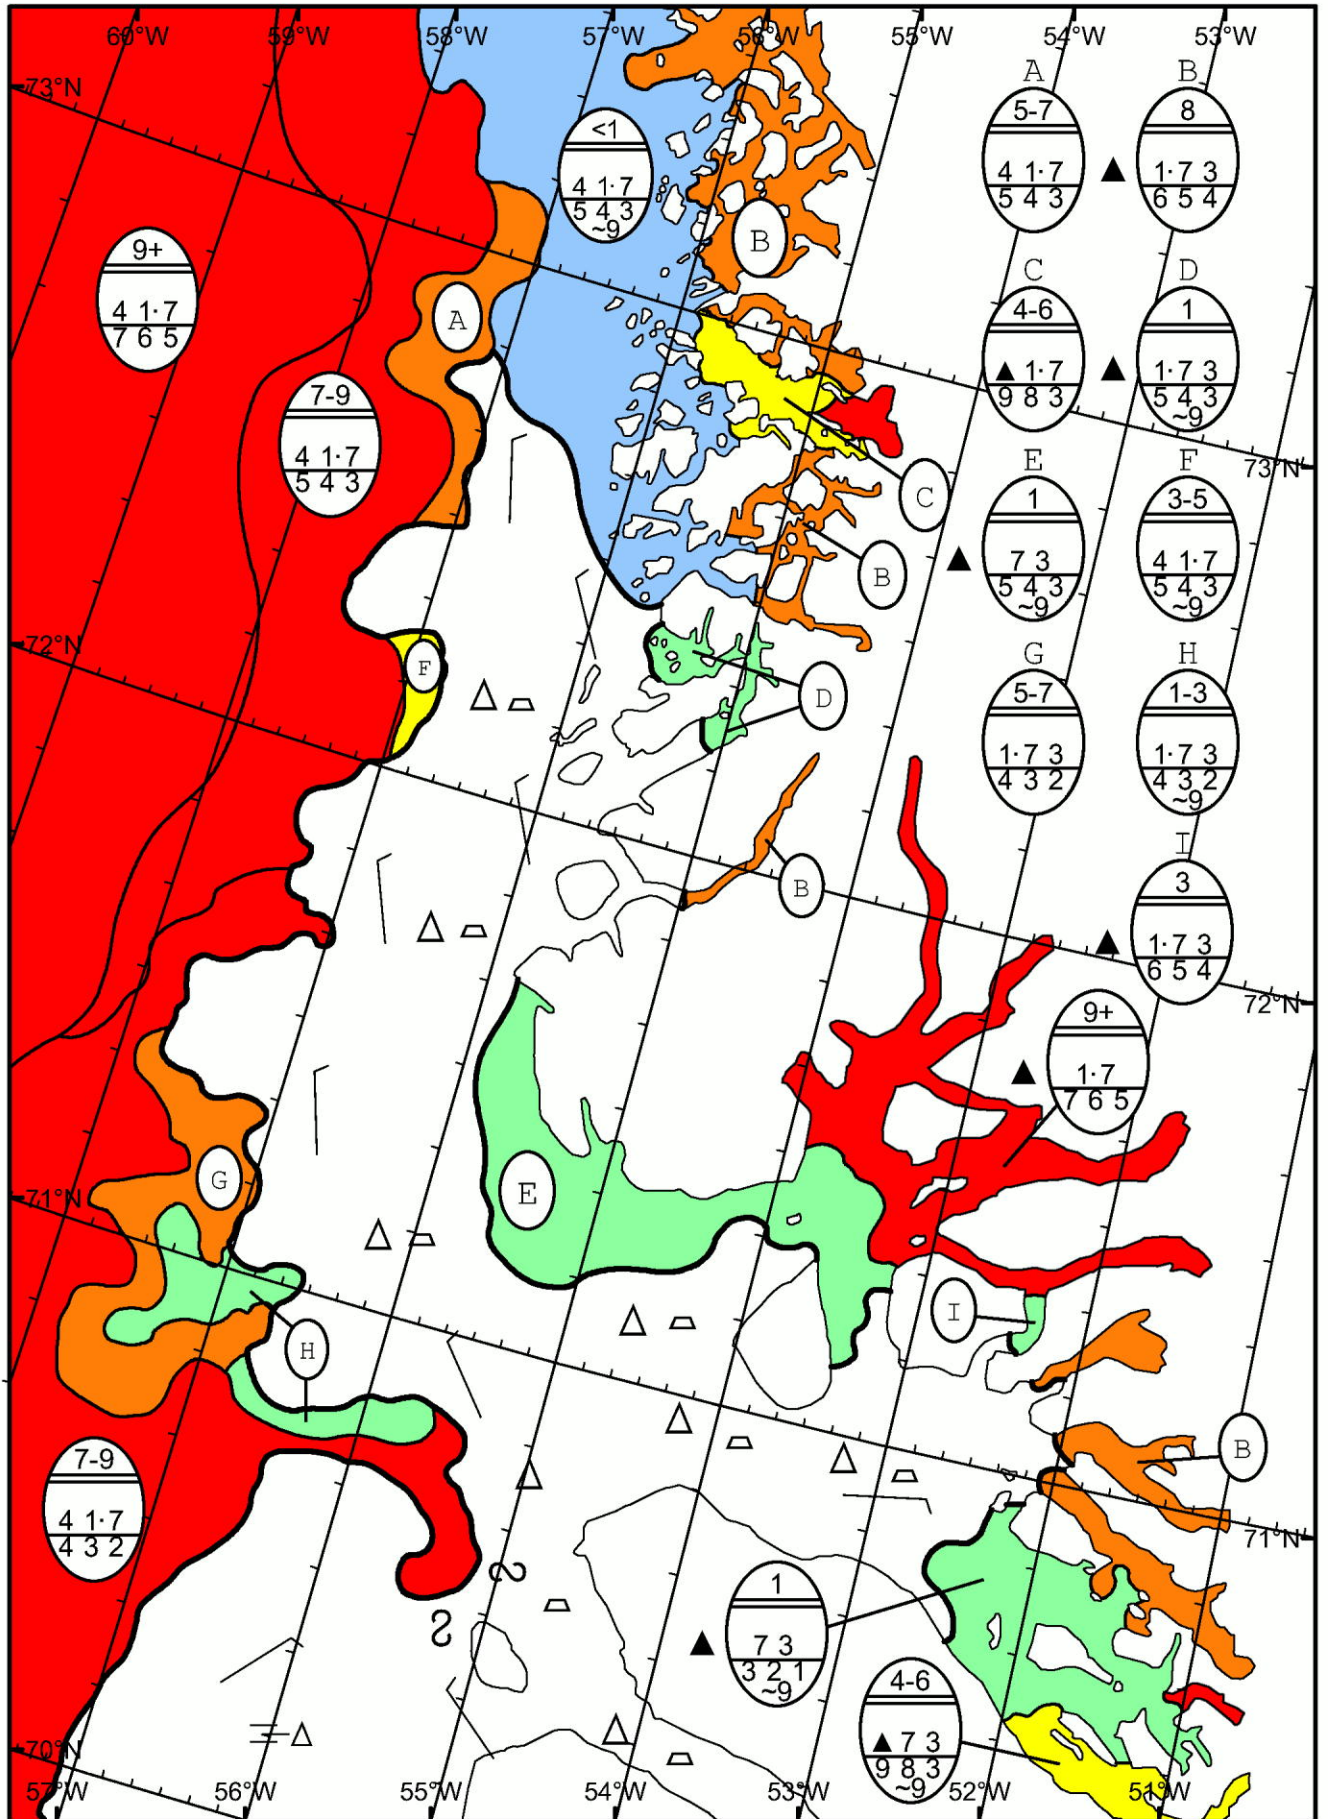 60°W 59°W 58°W 57°W 56°W 55°W 54°W 53°W
73°N
A
5-7
4 1·7
5 4 3
B
8
▲ 1·7 3
6 5 4
<1
4 1·7
5 4 3
~9
B
9+
4 1·7
7 6 5
A
C
4-6
▲ 1·7
9 8 3
D
1
▲ 1·7 3
5 4 3
~9
7-9
4 1·7
5 4 3
73°N
C
E
1
▲ 7 3
5 4 3
~9
F
3-5
4 1·7
5 4 3
~9
B
72°N
F
D
G
5-7
1·7 3
4 3 2
H
1-3
1·7 3
4 3 2
~9
B
I
3
▲ 1·7 3
6 5 4
72°N
9+
▲ 1·7
7 6 5
71°N
G
E
I
H
B
7-9
4 1·7
4 3 2
71°N
1
▲ 7 3
3 2 1
~9
4-6
▲ 7 3
9 8 3
~9
70°N
57°W 56°W 55°W 54°W 53°W 52°W 51°W